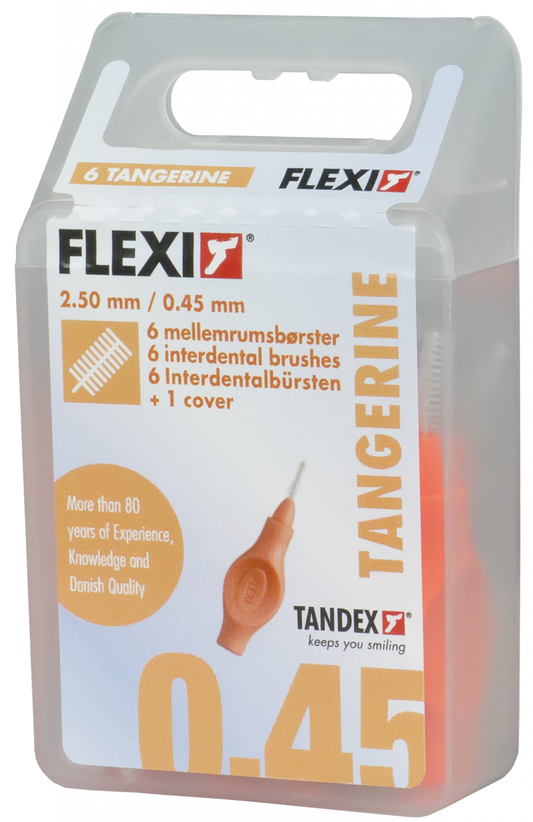 6 TANGERINE
FLEXI®
FLEXI®
2.50 mm / 0.45 mm
6 mellemrumsbørster
6 interdental brushes
6 Interdentalbürsten
+ 1 cover
TANGERINE
More than 80
years of Experience,
Knowledge and
Danish Quality
TANDEX®
keeps you smiling
0.45